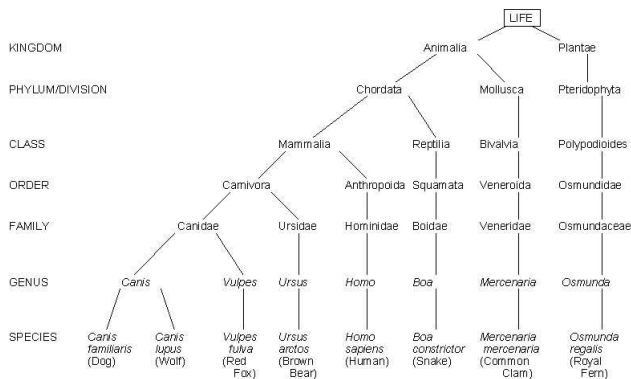 LIFE
KINGDOM Animalia Plantae
PHYLUM/DIVISION Chordata Mollusca Pteridophyta
CLASS Mammalia Reptilia Bivalvia Polypodioides
ORDER Carnivora Anthropoida Squamata Veneroida Osmundidae
FAMILY Canidae Ursidae Hominidae Boidae Veneridae Osmundaceae
GENUS Canis Vulpes Ursus Homo Boa Mercenaria Osmunda
SPECIES Canis Canis Vulpes Ursus Homo Boa Mercenaria Osmunda
familiaris lupus fulva arctos sapiens constrictor mercenaria regalis
(Dog) (Wolf) (Red (Brown (Human) (Snake) (Common (Royal
Fox) Bear) Clam) Fern)